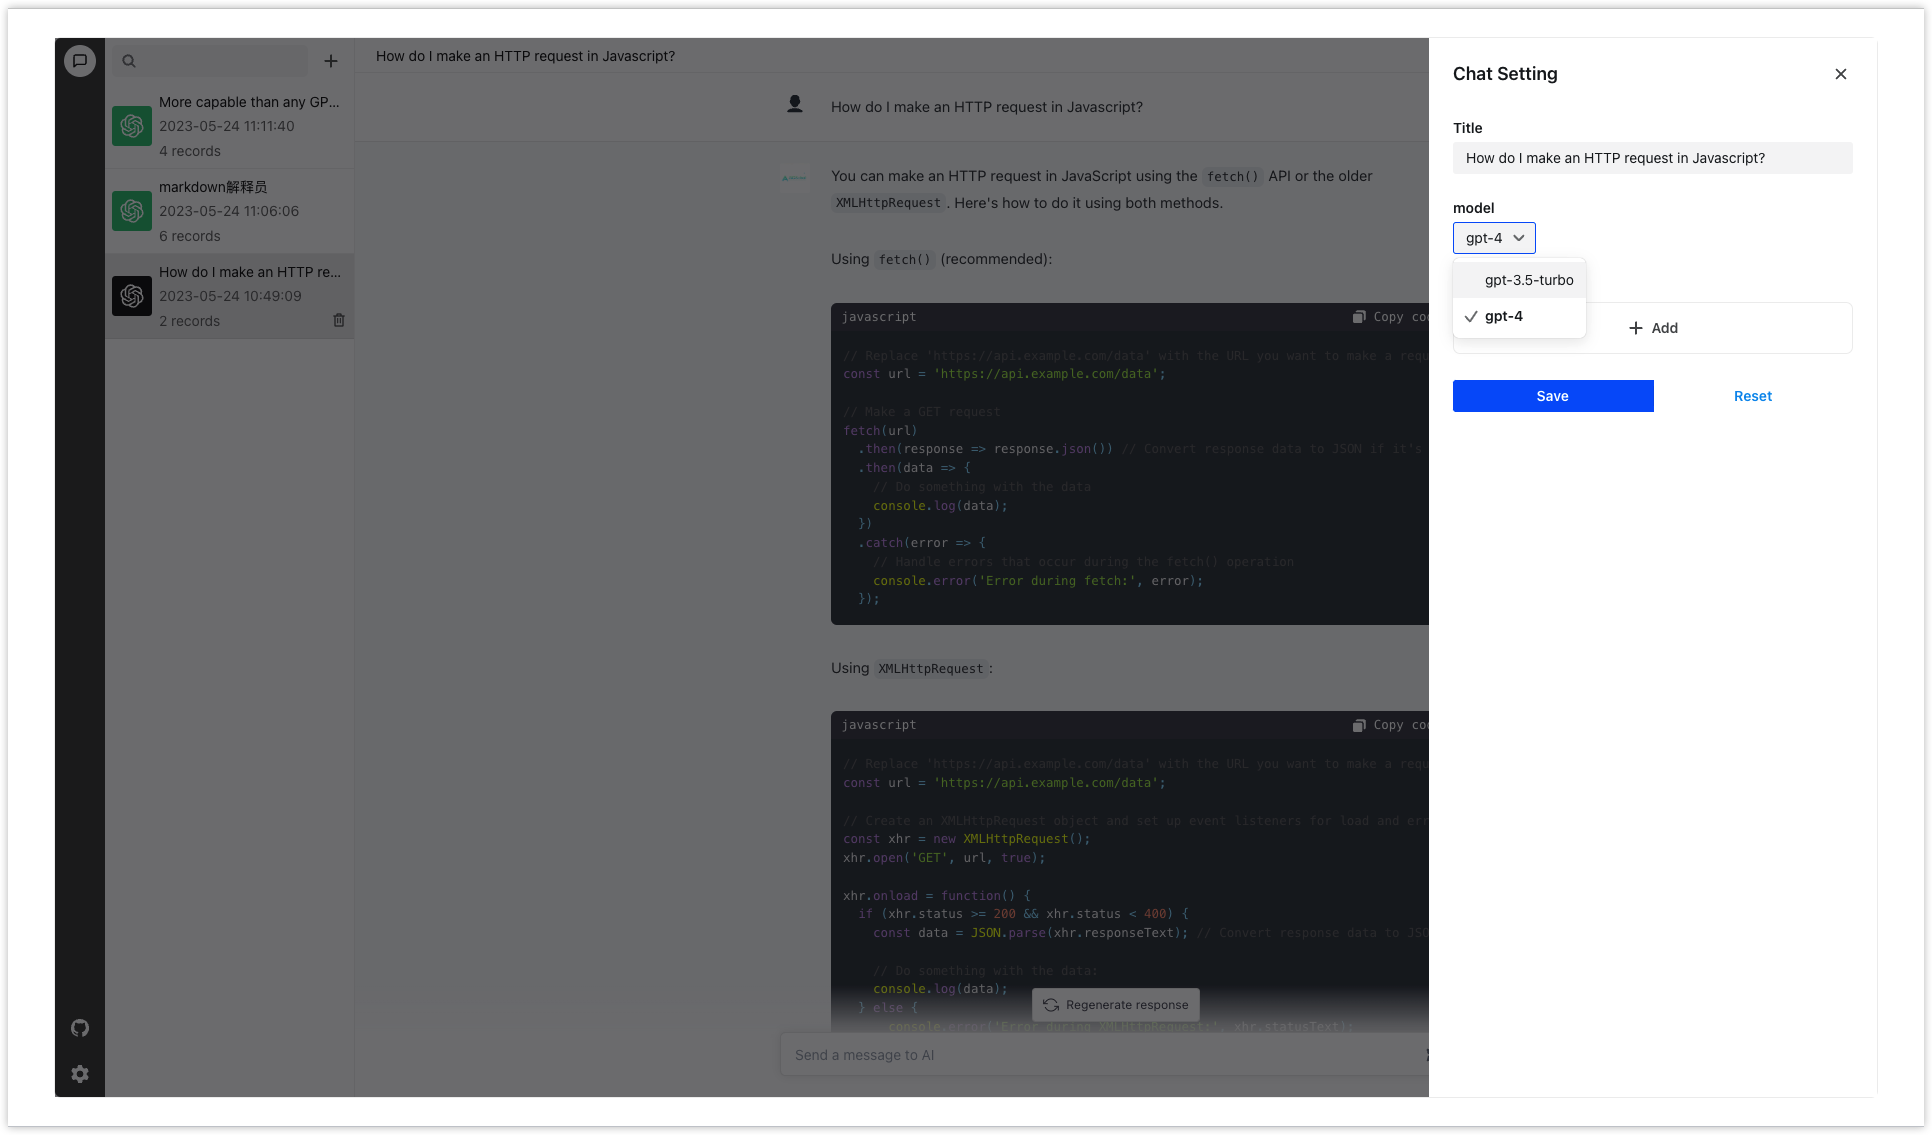 More capable than any GP...
2023-05-24 11:11:40
4 records
markdown解释员
2023-05-24 11:06:06
6 records
How do I make an HTTP re...
2023-05-24 10:49:09
2 records
How do I make an HTTP request in Javascript?
How do I make an HTTP request in Javascript?
You can make an HTTP request in JavaScript using the fetch() API or the older
XMLHttpRequest. Here's how to do it using both methods.
Using fetch() (recommended):
javascript Copy coo
// Replace 'https://api.example.com/data' with the URL you want to make a requ
const url = 'https://api.example.com/data';
// Make a GET request
fetch(url)
.then(response => response.json()) // Convert response data to JSON if it's
.then(data => {
// Do something with the data
console.log(data);
})
.catch(error => {
// Handle errors that occur during the fetch() operation
console.error('Error during fetch:', error);
});
Using XMLHttpRequest:
javascript Copy coo
// Replace 'https://api.example.com/data' with the URL you want to make a requ
const url = 'https://api.example.com/data';
// Create an XMLHttpRequest object and set up event listeners for load and err
const xhr = new XMLHttpRequest();
xhr.open('GET', url, true);
xhr.onload = function() {
if (xhr.status >= 200 && xhr.status < 400) {
const data = JSON.parse(xhr.responseText); // Convert response data to JSO
// Do something with the data:
console.log(data);
} else {
console.error('Error during XMLHttpRequest:', xhr.statusText);
Regenerate response
Send a message to AI
Chat Setting
Title
How do I make an HTTP request in Javascript?
model
gpt-4
gpt-3.5-turbo
gpt-4
Add
Save Reset